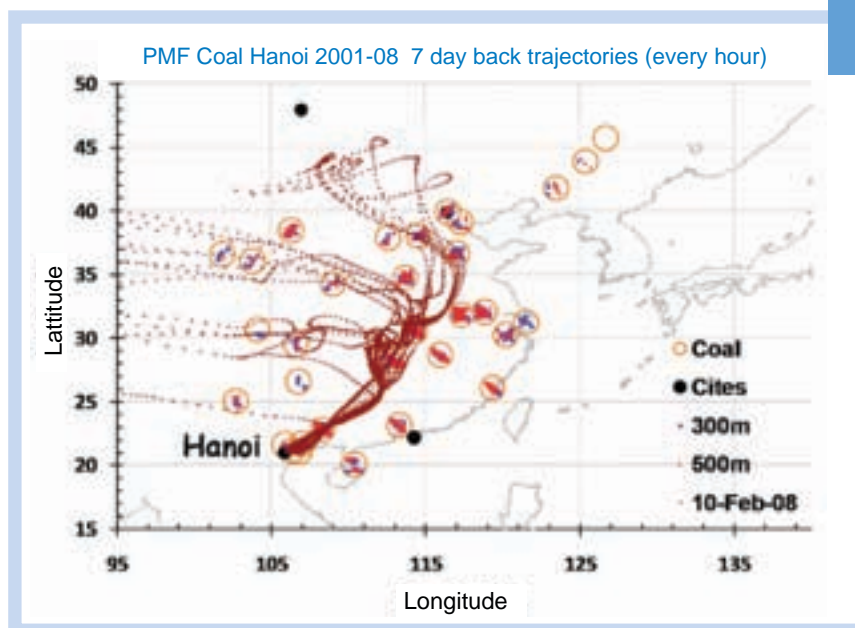 PMF Coal Hanoi 2001-08 7 day back trajectories (every hour)
50
45
40
35
30
25
20
15
Lattitude
Hanoi
Coal
Cites
300m
500m
10-Feb-08
95
105
115
125
135
Longitude